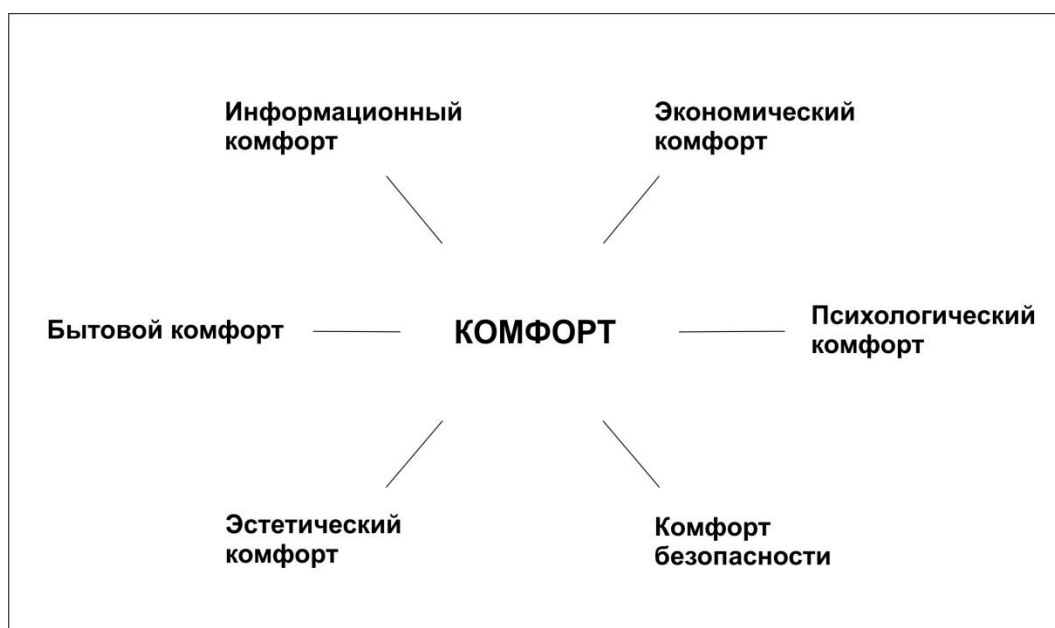 Информационный
комфорт
Экономический
комфорт
Бытовой комфорт
КОМФОРТ
Психологический
комфорт
Эстетический
комфорт
Комфорт
безопасности